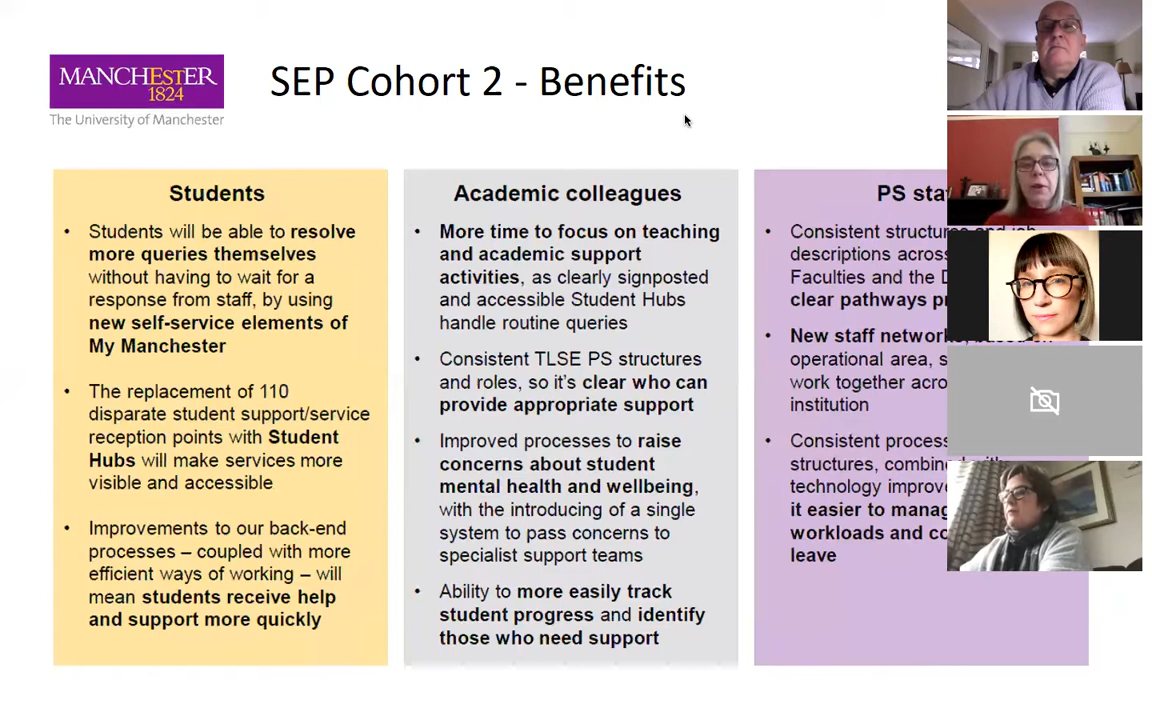 MANCHESTER
1824
The University of Manchester
SEP Cohort 2 - Benefits
Students
• Students will be able to resolve
more queries themselves
without having to wait for a
response from staff, by using
new self-service elements of
My Manchester
• The replacement of 110
disparate student support/service
reception points with Student
Hubs will make services more
visible and accessible
• Improvements to our back-end
processes – coupled with more
efficient ways of working – will
mean students receive help
and support more quickly
Academic colleagues
• More time to focus on teaching
and academic support
activities, as clearly signposted
and accessible Student Hubs
handle routine queries
• Consistent TLSE PS structures
and roles, so it's clear who can
provide appropriate support
• Improved processes to raise
concerns about student
mental health and wellbeing,
with the introducing of a single
system to pass concerns to
specialist support teams
• Ability to more easily track
student progress and identify
those who need support
PS
• Consistent structures and job
descriptions across
Faculties and the
clear pathways
• New staff networks, based on
operational area,
work together
institution
• Consistent
structures, with
technology
it easier to
workloads and
leave